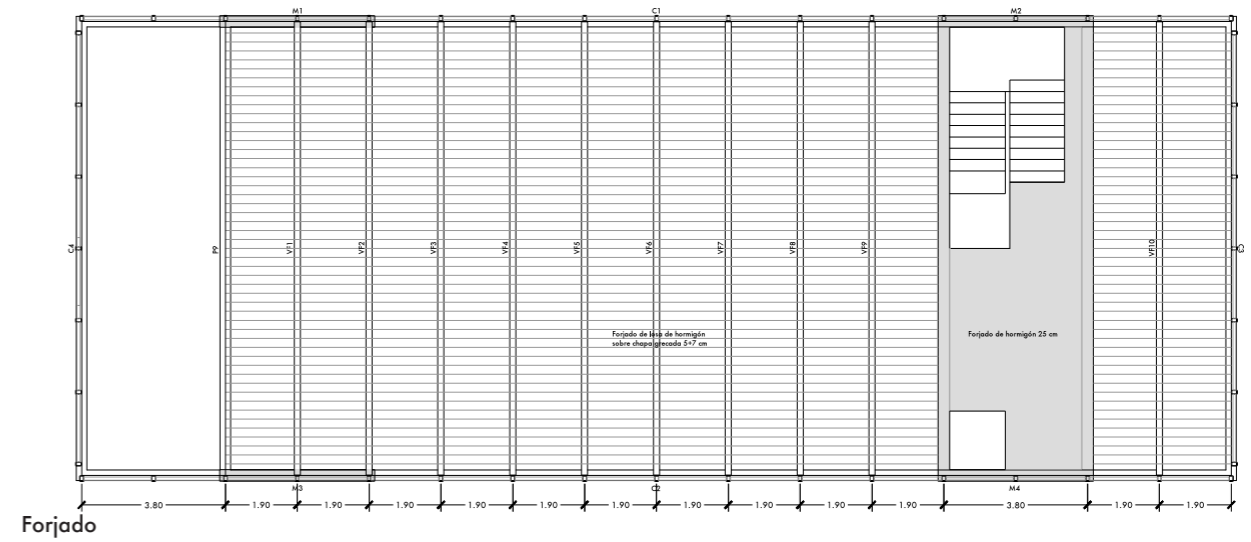 M1 C1 M2
C4 P9 VF1 VF2 VF3 VF4 VF5 VF6 VF7 VF8 VF9 VF10 C3
Forjado de losa de hormigón
sobre chapa grecada 5+7 cm
Forjado de hormigón 25 cm
M3 C2 M4
3.80 1.90 1.90 1.90 1.90 1.90 1.90 1.90 1.90 1.90 1.90 3.80 1.90 1.90
Forjado